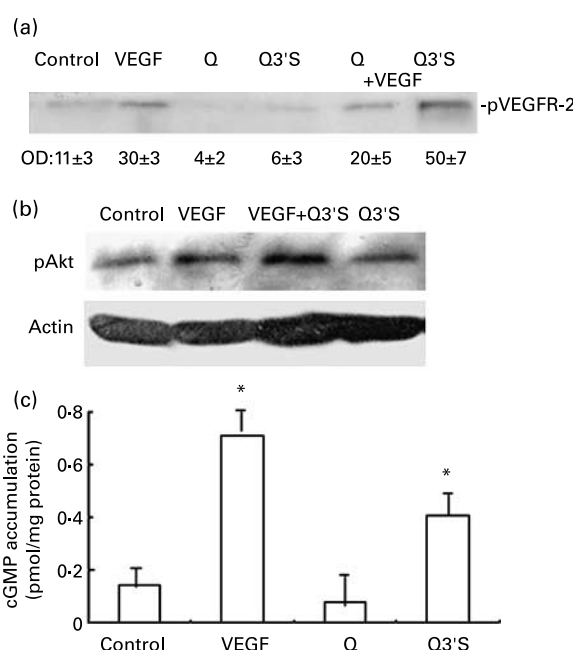 (a)
Control VEGF Q Q3'S Q Q3'S
+VEGF
-pVEGFR-2
OD:11±3 30±3 4±2 6±3 20±5 50±7
(b)
Control VEGF VEGF+Q3'S Q3'S
pAkt
Actin
(c)
cGMP accumulation
(pmol/mg protein)
0·8
0·6
0·4
0·2
0
* *
Control VEGF Q Q3'S